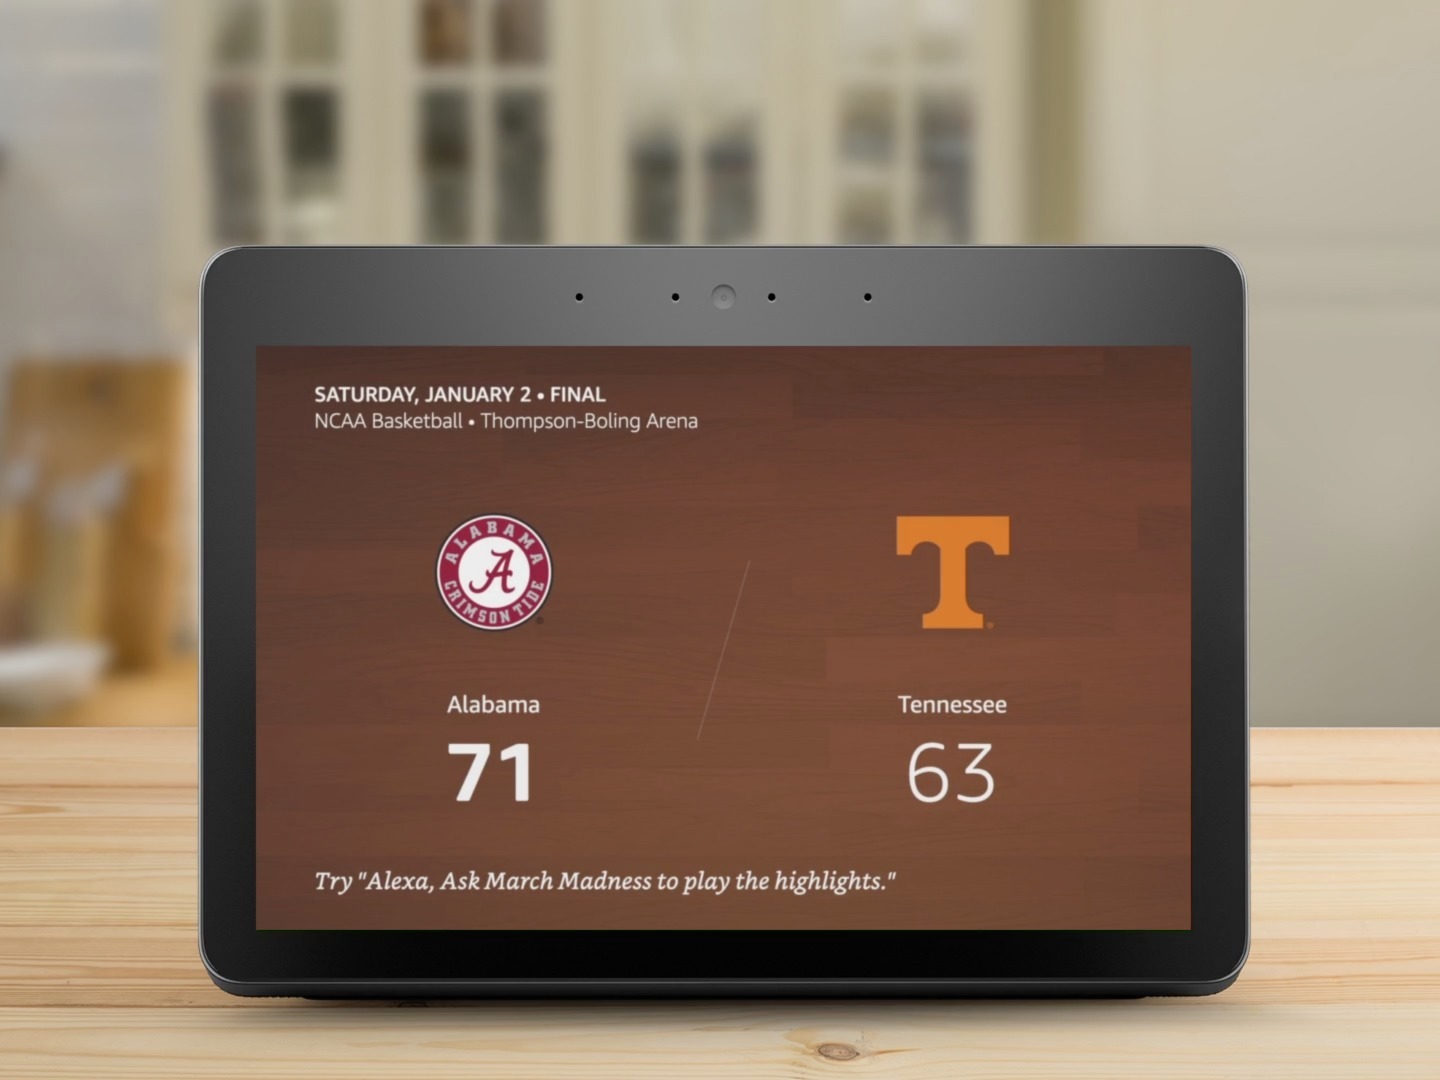 SATURDAY, JANUARY 2 • FINAL
NCAA Basketball • Thompson-Boling Arena
ALABAMA
A
CRIMSON TIDE
T
Alabama
Tennessee
71
63
Try "Alexa, Ask March Madness to play the highlights."